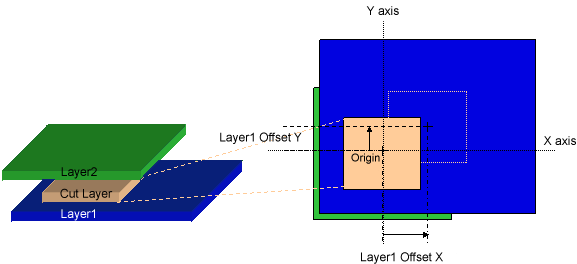 Y axis
Layer1 Offset Y
X axis
Origin
Layer2
Cut Layer
Layer1
Layer1 Offset X